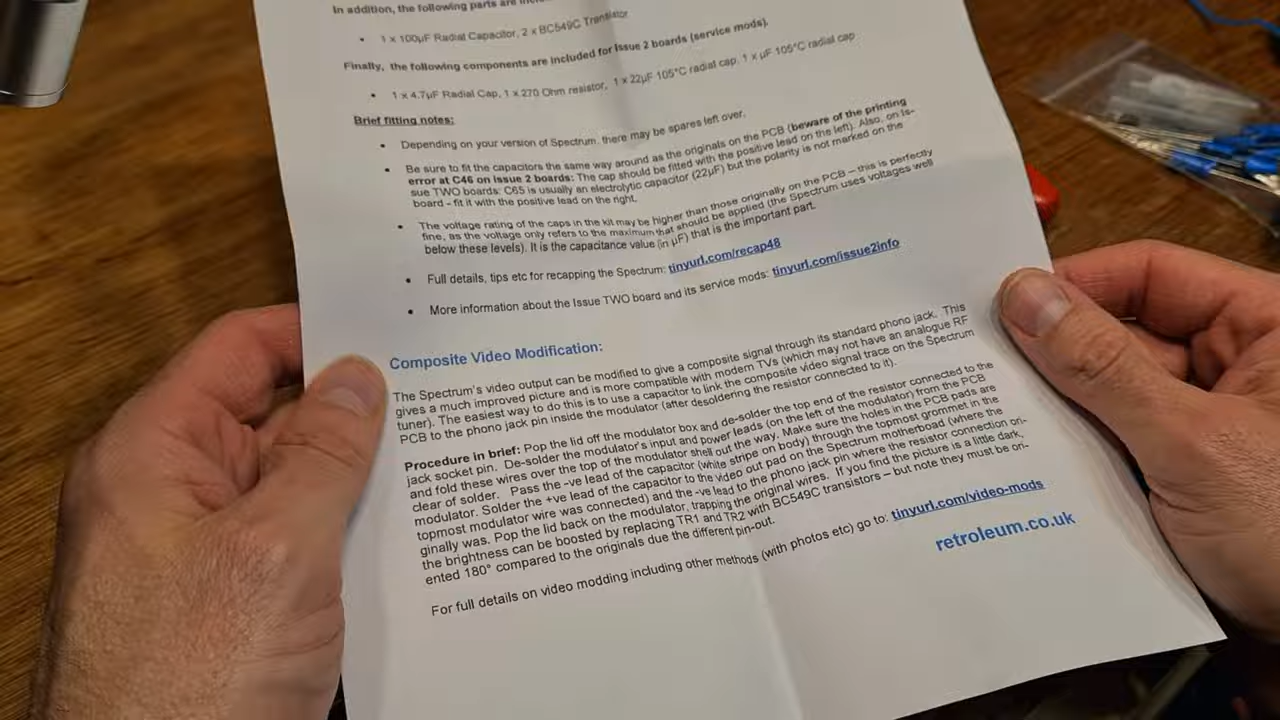 In addition, the following parts are
• 1 x 100µF Radial Capacitor, 2 x BC549C Transistor
Finally, the following components are included for Issue 2 boards (service mods).
• 1 x 4.7µF Radial Cap, 1 x 270 Ohm resistor, 1 x 22µF 105°C radial cap, 1 x µF 105°C radial cap
Brief fitting notes:
• Depending on your version of Spectrum, there may be spares left over.
• Be sure to fit the capacitors the same way around as the originals on the PCB (beware of the printing
error at C46 on issue 2 boards: The cap should be fitted with the positive lead on the left). Also, on Is-
sue TWO boards: C65 is usually an electrolytic capacitor (22µF) but the polarity is not marked on the
board - fit it with the positive lead on the right.
• The voltage rating of the caps in the kit may be higher than those originally on the PCB – this is perfectly
fine, as the voltage only refers to the maximum that should be applied (the Spectrum uses voltages well
below these levels). It is the capacitance value (in µF) that is the important part.
• Full details, tips etc for recapping the Spectrum: tinyurl.com/recap48
• More information about the Issue TWO board and its service mods: tinyurl.com/issue2info
Composite Video Modification:
The Spectrum's video output can be modified to give a composite signal through its standard phono jack. This
gives a much improved picture and is more compatible with modern TVs (which may not have an analogue RF
tuner). The easiest way to do this is to use a capacitor to link the composite video signal trace on the Spectrum
PCB to the phono jack pin inside the modulator (after desoldering the resistor connected to it).
Procedure in brief: Pop the lid off the modulator box and de-solder the top end of the resistor connected to the
jack socket pin. De-solder the modulator's input and power leads (on the left of the modulator) from the PCB
and fold these wires over the top of the modulator shell out the way. Make sure the holes in the PCB pads are
clear of solder. Pass the -ve lead of the capacitor (white stripe on body) through the topmost grommet in the
modulator. Solder the +ve lead of the capacitor to the video out pad on the Spectrum motherboard (where the
topmost modulator wire was connected) and the -ve lead to the phono jack pin where the resistor connection ori-
ginally was. Pop the lid back on the modulator, trapping the original wires. If you find the picture is a little dark,
the brightness can be boosted by replacing TR1 and TR2 with BC549C transistors – but note they must be ori-
ented 180° compared to the originals due the different pin-out.
For full details on video modding including other methods (with photos etc) go to: tinyurl.com/video-mods
retroleum.co.uk